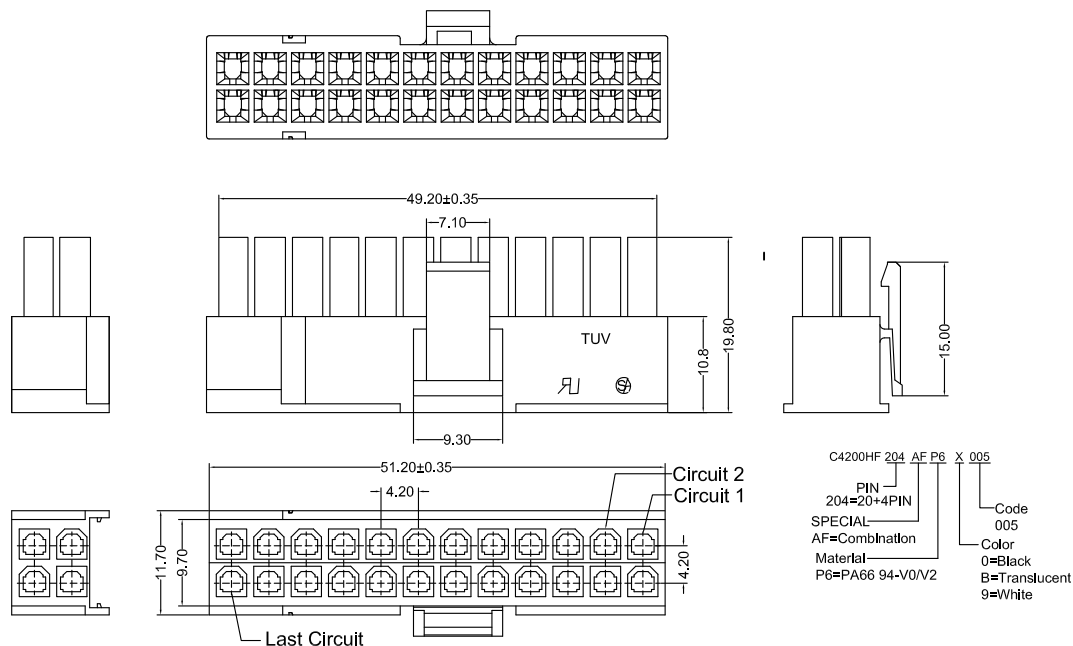 49.20±0.35
7.10
TUV
10.8
19.80
15.00
9.30
51.20±0.35
4.20
Circuit 2
Circuit 1
11.70
9.70
4.20
Last Circuit
C4200HF 204 AF P6 X 005
PIN
204=20+4PIN
SPECIAL
AF=Combination
Material
P6=PA66 94-V0/V2
Code
005
Color
0=Black
B=Translucent
9=White